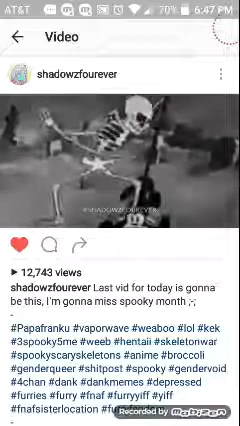 AT&T 70% 6:47 PM
Video
shadowzfourever
#SHADOWZFOUREVER
12,743 views
shadowzfourever Last vid for today is gonna
be this, I'm gonna miss spooky month ;-;
-
#Papafranku #vaporwave #weaboo #lol #kek
#3spooky5me #weeb #hentaii #skeletonwar
#spookyscaryskeletons #anime #broccoli
#genderqueer #shitpost #spooky #gendervoid
#4chan #dank #dankmemes #depressed
#furries #furry #fnaf #furryyiff #yiff
#fnafsisterlocation
Recorded by Mobizen